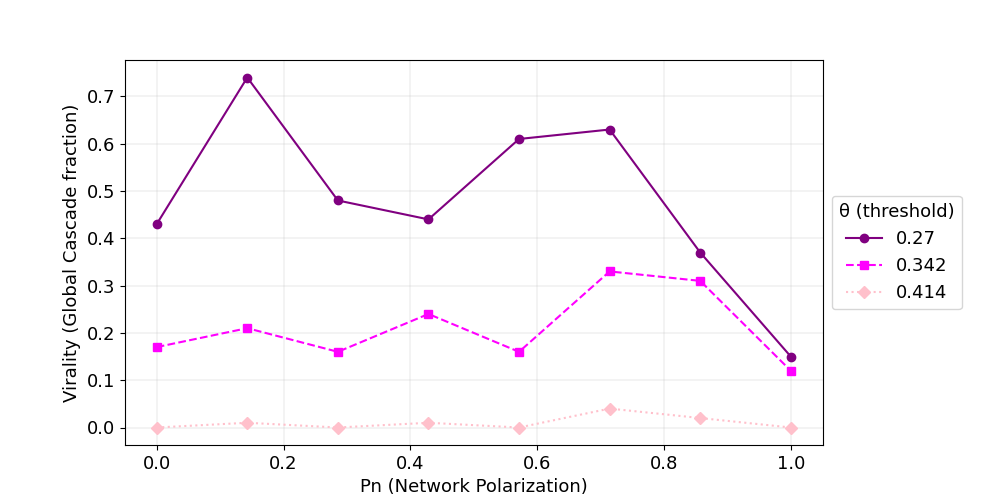 Virality (Global Cascade fraction)
0.7
0.6
0.5
0.4
0.3
0.2
0.1
0.0
0.0 0.2 0.4 0.6 0.8 1.0
Pn (Network Polarization)
θ (threshold)
0.27
0.342
0.414